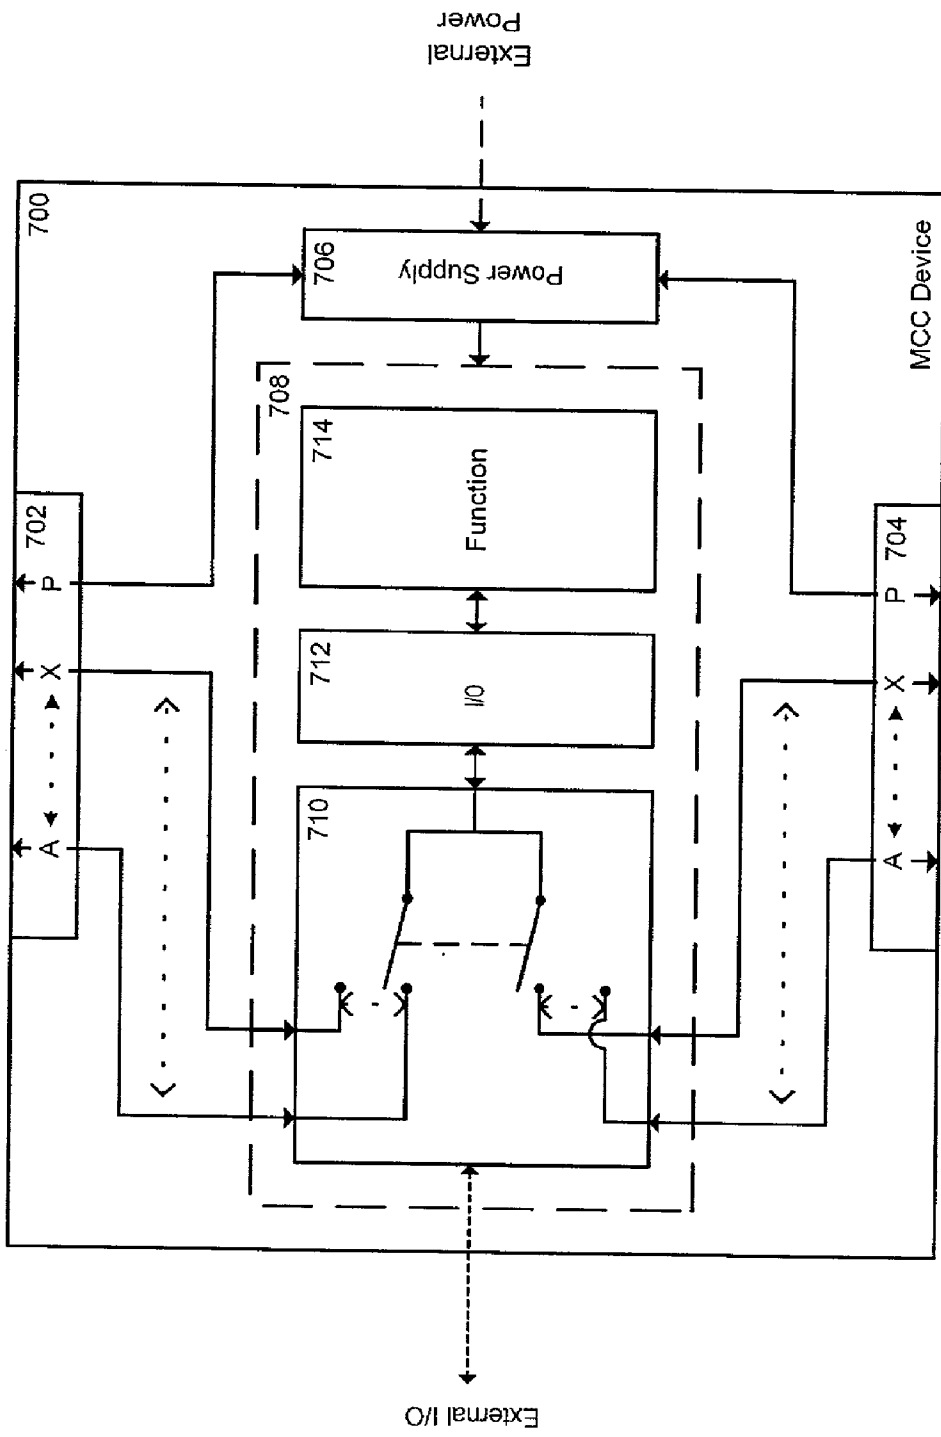 External
Power
700
702
P
X
A
706
Power Supply
708
714
Function
712
I/O
710
704
P
X
A
MCC Device
External I/O